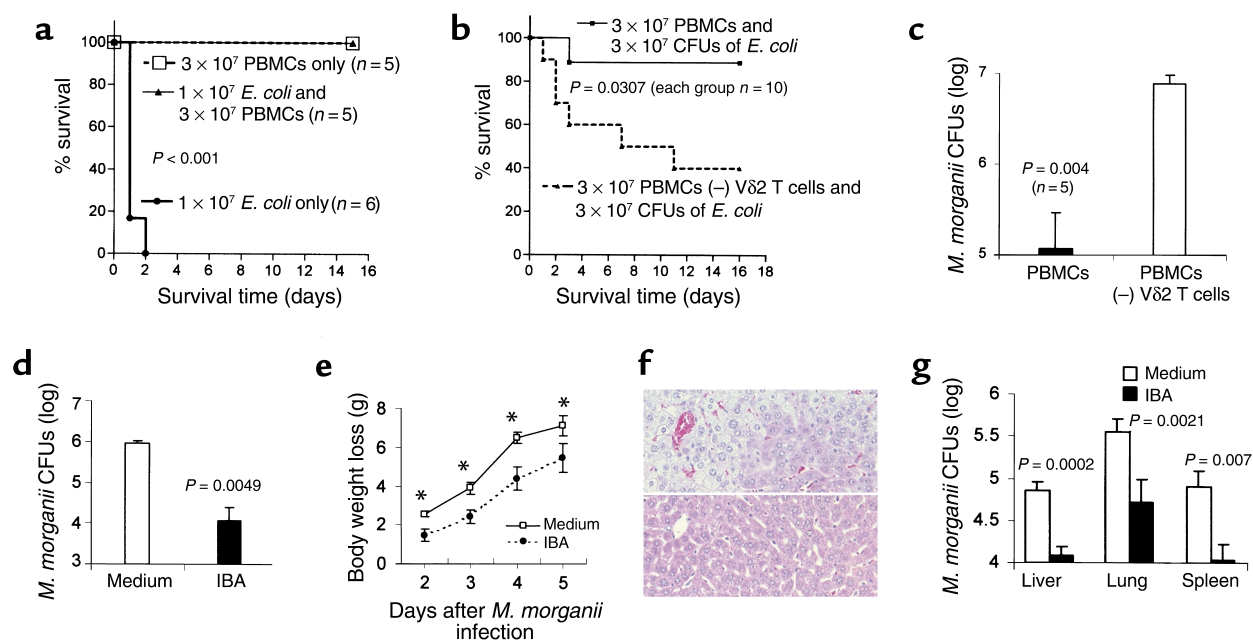 a
% survival
100
80
60
40
20
0
3 × 10⁷ PBMCs only (n = 5)
1 × 10⁷ E. coli and
3 × 10⁷ PBMCs (n = 5)
P < 0.001
1 × 10⁷ E. coli only (n = 6)
0 2 4 6 8 10 12 14 16
Survival time (days)
b
% survival
100
80
60
40
20
0
3 × 10⁷ PBMCs and
3 × 10⁷ CFUs of E. coli
P = 0.0307 (each group n = 10)
3 × 10⁷ PBMCs (–) Vδ2 T cells and
3 × 10⁷ CFUs of E. coli
0 2 4 6 8 10 12 14 16 18
Survival time (days)
c
M. morganii CFUs (log)
7
6
5
P = 0.004
(n = 5)
PBMCs
PBMCs
(–) Vδ2 T cells
d
M. morganii CFUs (log)
7
6
5
4
3
P = 0.0049
Medium IBA
e
Body weight loss (g)
8
6
4
2
0
* * * *
Medium
IBA
2 3 4 5
Days after M. morganii
infection
f
g
Medium
IBA
M. morganii CFUs (log)
6
5.5
5
4.5
4
P = 0.0021
P = 0.0002
P = 0.007
Liver Lung Spleen